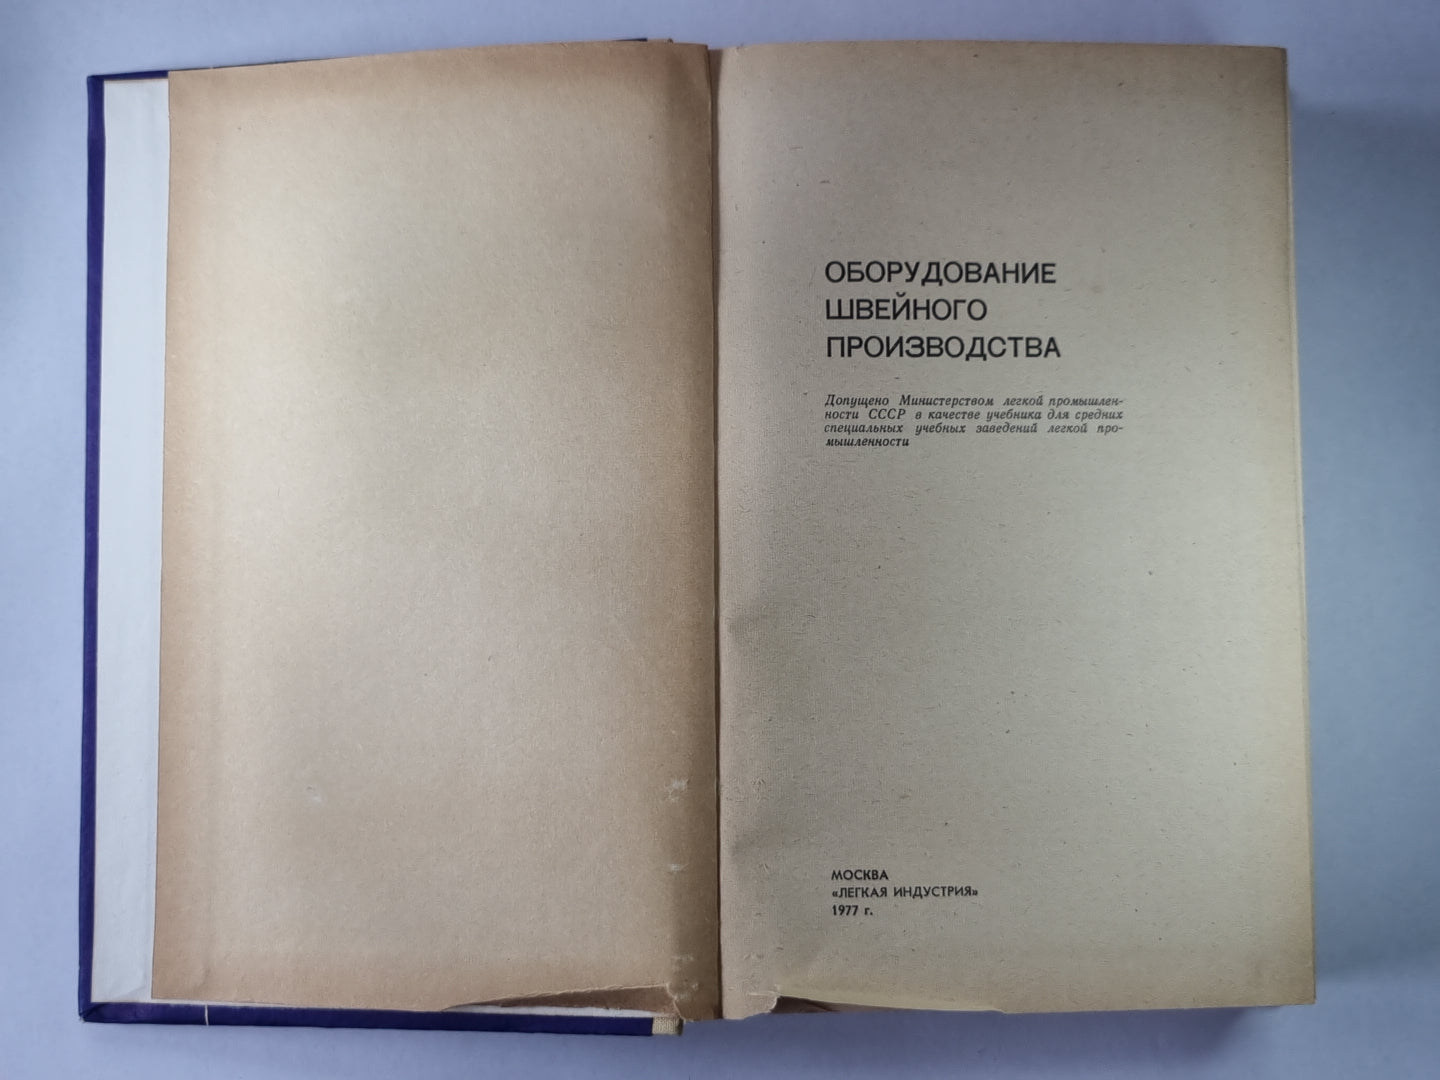 ОБОРУДОВАНИЕ
ШВЕЙНОГО
ПРОИЗВОДСТВА
Допущено Министерством легкой промышлен-
ности СССР в качестве учебника для средних
специальных учебных заведений легкой про-
мышленности
МОСКВА
«ЛЕГКАЯ ИНДУСТРИЯ»
1977 г.